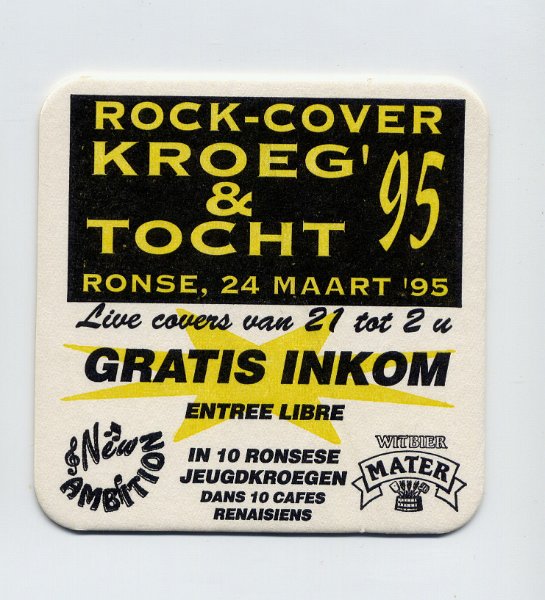 ROCK-COVER
KROEG '95
&
TOCHT
RONSE, 24 MAART '95
Live covers van 21 tot 2 u
GRATIS INKOM
ENTREE LIBRE
New
AMBITION
IN 10 RONSESE
JEUGDKROEGEN
DANS 10 CAFES
RENAISIENS
WITBIER
MATER